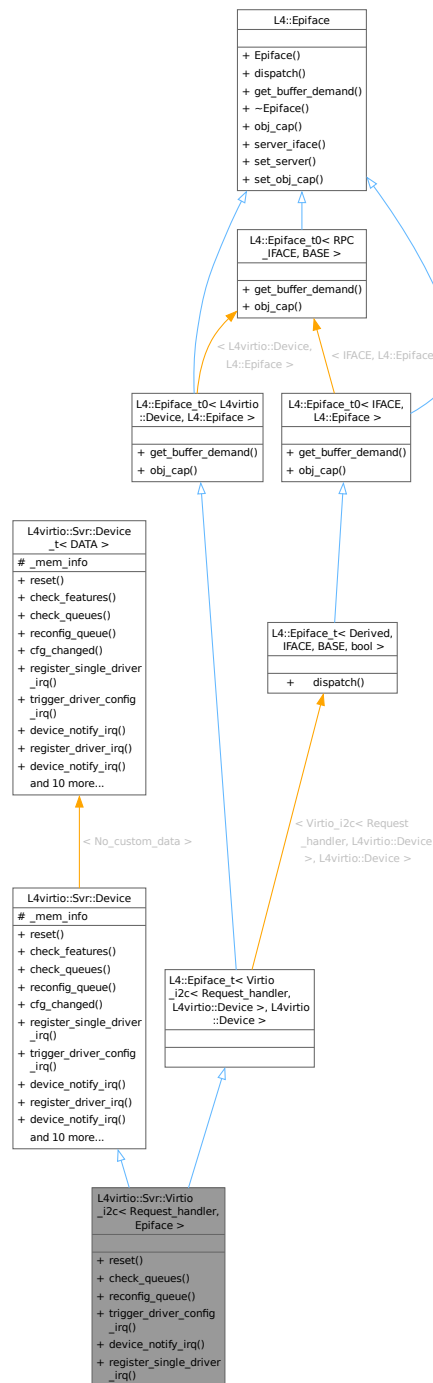 L4::Epiface
+ Epiface()
+ dispatch()
+ get_buffer_demand()
+ ~Epiface()
+ obj_cap()
+ server_iface()
+ set_server()
+ set_obj_cap()
L4::Epiface_t0< RPC
_IFACE, BASE >
+ get_buffer_demand()
+ obj_cap()
< L4virtio::Device,
L4::Epiface >
< IFACE, L4::Epiface
L4::Epiface_t0< L4virtio
::Device, L4::Epiface >
+ get_buffer_demand()
+ obj_cap()
L4::Epiface_t0< IFACE,
L4::Epiface >
+ get_buffer_demand()
+ obj_cap()
L4virtio::Svr::Device
_t< DATA >
# _mem_info
+ reset()
+ check_features()
+ check_queues()
+ reconfig_queue()
+ cfg_changed()
+ register_single_driver
_irq()
+ trigger_driver_config
_irq()
+ device_notify_irq()
+ register_driver_irq()
+ device_notify_irq()
and 10 more...
L4::Epiface_t< Derived,
IFACE, BASE, bool >
+ dispatch()
< No_custom_data >
< Virtio_i2c< Request
_handler, L4virtio::Device
>, L4virtio::Device >
L4virtio::Svr::Device
# _mem_info
+ reset()
+ check_features()
+ check_queues()
+ reconfig_queue()
+ cfg_changed()
+ register_single_driver
_irq()
+ trigger_driver_config
_irq()
+ device_notify_irq()
+ register_driver_irq()
+ device_notify_irq()
and 10 more...
L4::Epiface_t< Virtio
_i2c< Request_handler,
L4virtio::Device >, L4virtio
::Device >
L4virtio::Svr::Virtio
_i2c< Request_handler,
Epiface >
+ reset()
+ check_queues()
+ reconfig_queue()
+ trigger_driver_config
_irq()
+ device_notify_irq()
+ register_single_driver
_irq()